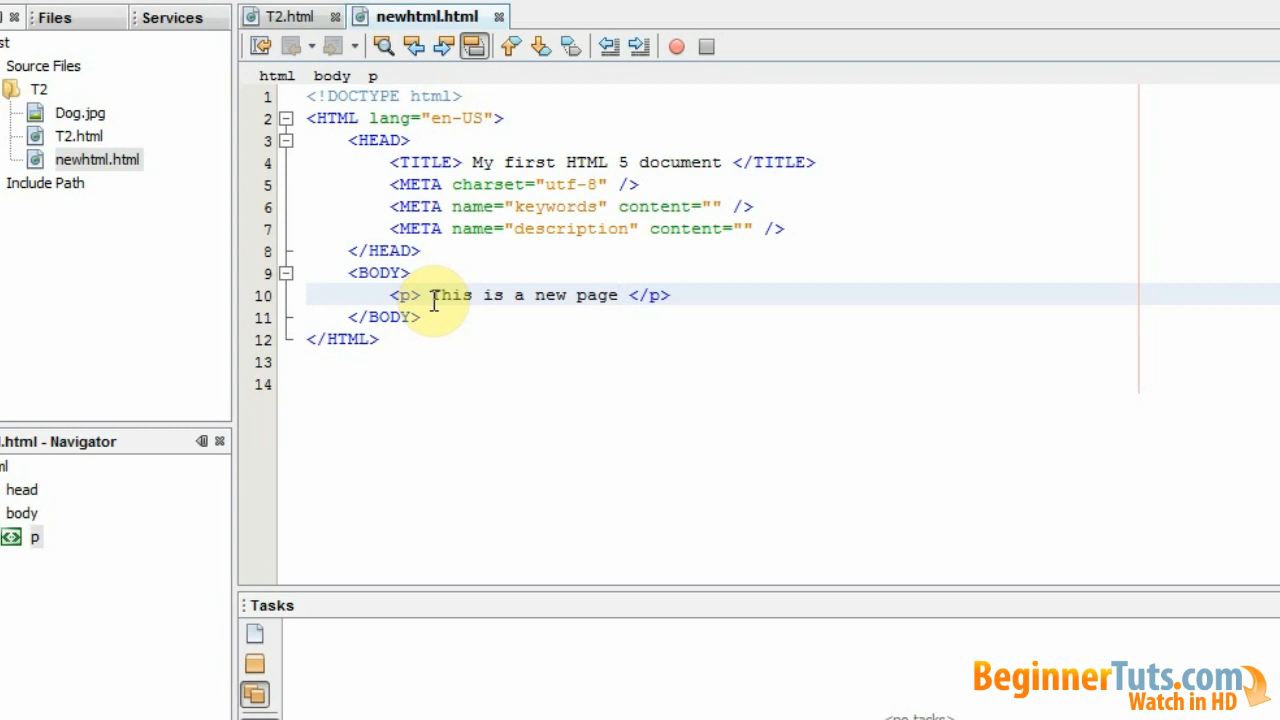 Files
Services
T2.html
newhtml.html
st
Source Files
T2
Dog.jpg
T2.html
newhtml.html
Include Path
html body p
1 <!DOCTYPE html>
2 <HTML lang="en-US">
3 <HEAD>
4 <TITLE> My first HTML 5 document </TITLE>
5 <META charset="utf-8" />
6 <META name="keywords" content="" />
7 <META name="description" content="" />
8 </HEAD>
9 <BODY>
10 <p> This is a new page </p>
11 </BODY>
12 </HTML>
13
14
l.html - Navigator
ml
head
body
p
Tasks
<no tasks>
BeginnerTuts.com
Watch in HD